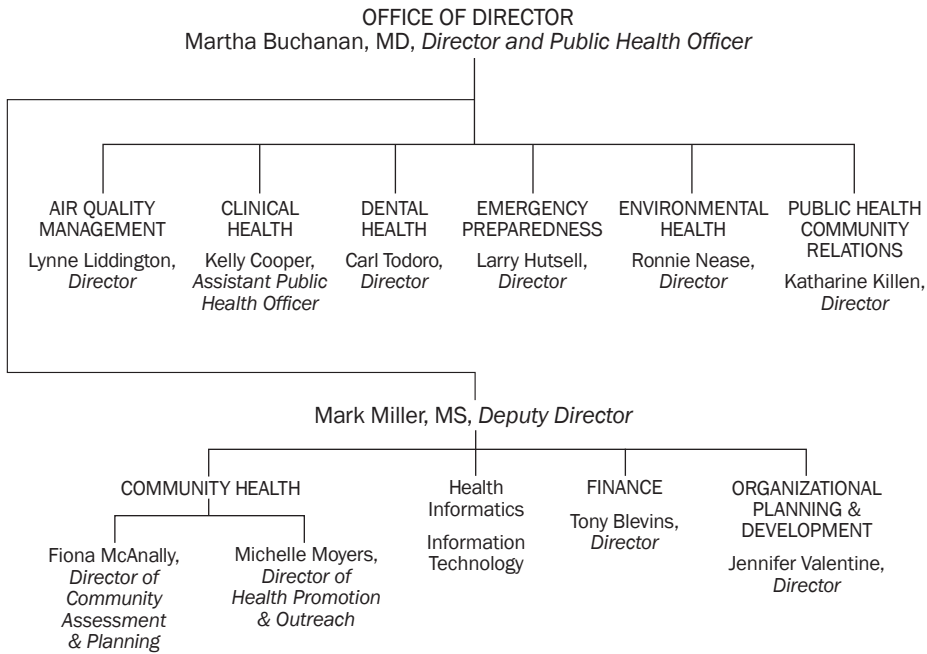 OFFICE OF DIRECTOR
Martha Buchanan, MD, Director and Public Health Officer
AIR QUALITY
MANAGEMENT
Lynne Liddington,
Director
CLINICAL
HEALTH
Kelly Cooper,
Assistant Public
Health Officer
DENTAL
HEALTH
Carl Todoro,
Director
EMERGENCY
PREPAREDNESS
Larry Hutsell,
Director
ENVIRONMENTAL
HEALTH
Ronnie Nease,
Director
PUBLIC HEALTH
COMMUNITY
RELATIONS
Katharine Killen,
Director
Mark Miller, MS, Deputy Director
COMMUNITY HEALTH
Fiona McAnally,
Director of
Community
Assessment
& Planning
Michelle Moyers,
Director of
Health Promotion
& Outreach
Health
Informatics
Information
Technology
FINANCE
Tony Blevins,
Director
ORGANIZATIONAL
PLANNING &
DEVELOPMENT
Jennifer Valentine,
Director